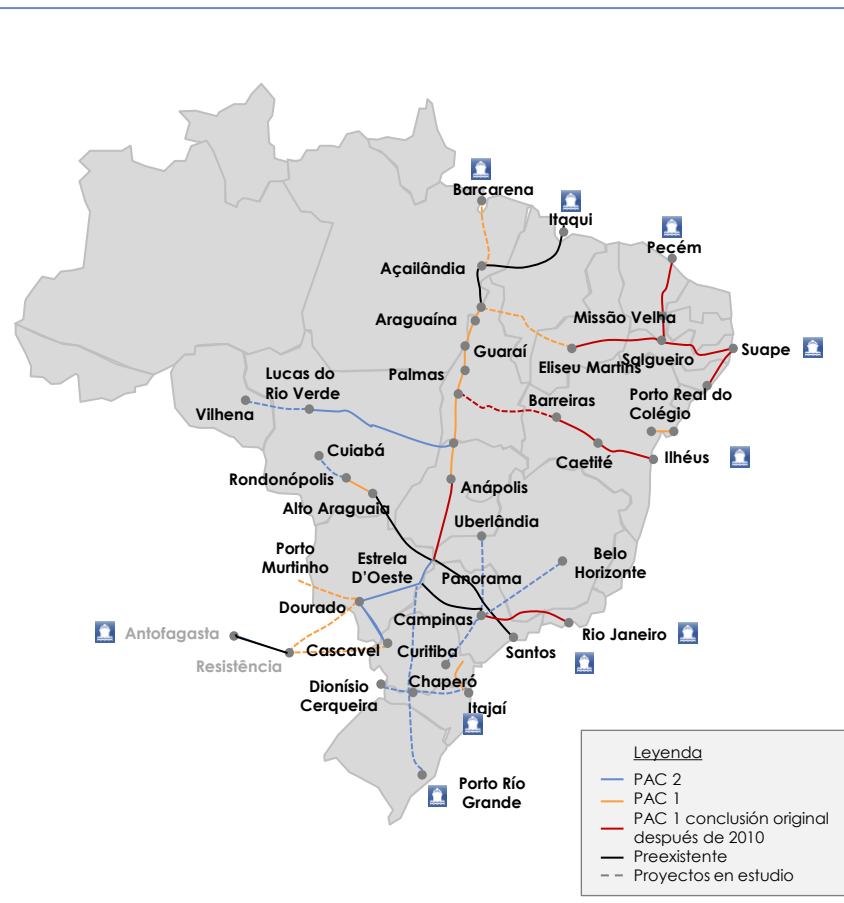 Barcarena
Itaqui
Pecém
Açailândia
Missão Velha
Araguaína
Suape
Guaraí
Salgueiro
Eliseu Martins
Lucas do
Rio Verde
Palmas
Porto Real do
Colégio
Barreiras
Vilhena
Cuiabá
Caetité
Ilhéus
Rondonópolis
Anápolis
Alto Araguaia
Uberlândia
Porto
Murtinho
Estrela
D'Oeste
Panorama
Belo
Horizonte
Dourado
Campinas
Antofagasta
Rio Janeiro
Cascavel
Curitiba
Santos
Resistência
Chaperó
Dionísio
Cerqueira
Itajaí
Porto Río
Grande
Leyenda
PAC 2
PAC 1
PAC 1 conclusión original
después de 2010
Preexistente
Proyectos en estudio